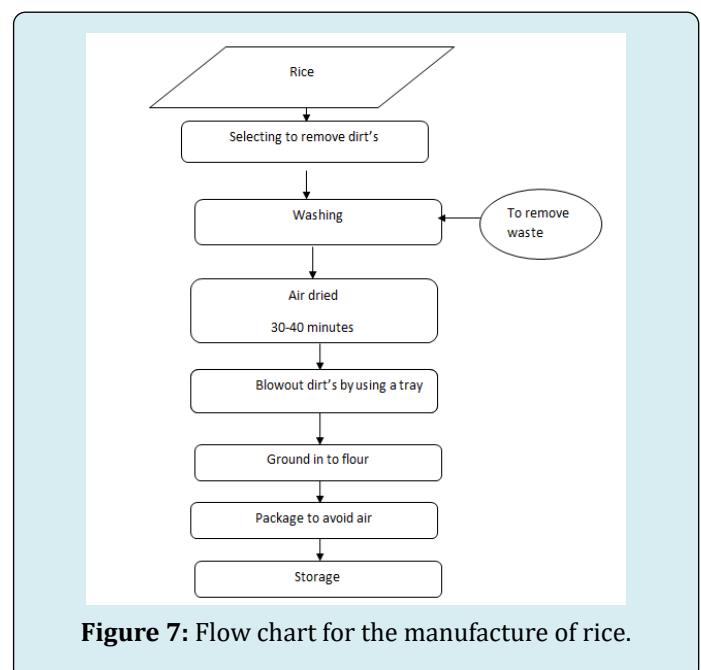 Rice
Selecting to remove dirt's
Washing
To remove
waste
Air dried
30-40 minutes
Blowout dirt's by using a tray
Ground in to flour
Package to avoid air
Storage
Figure 7: Flow chart for the manufacture of rice.